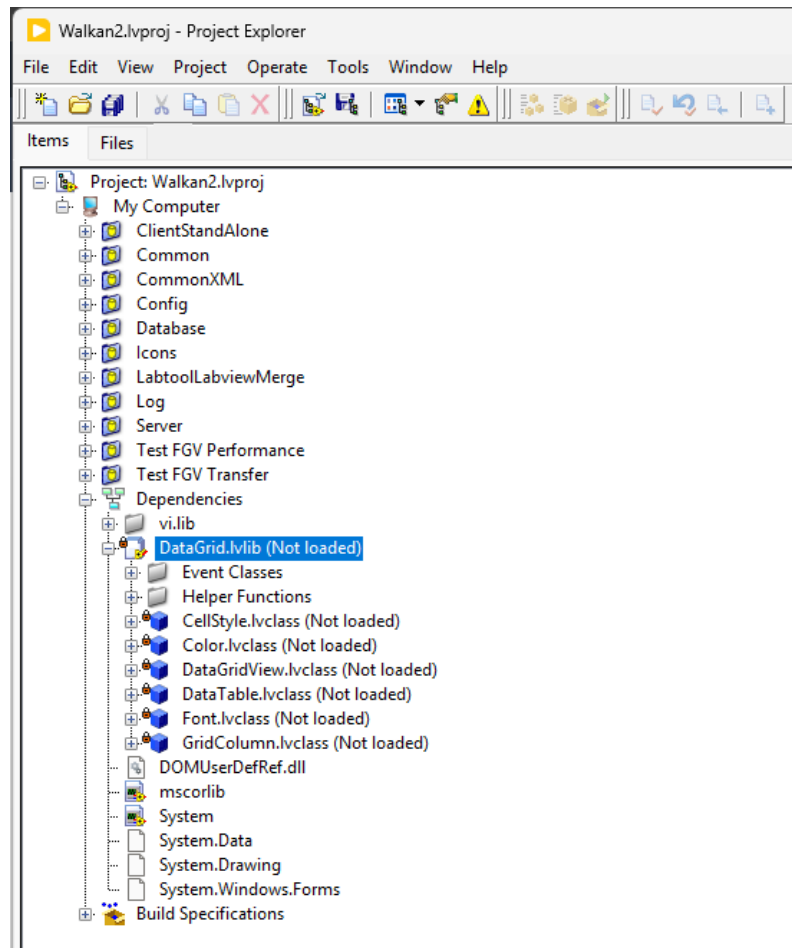 Walkan2.lvproj - Project Explorer
File Edit View Project Operate Tools Window Help
Items Files
Project: Walkan2.lvproj
My Computer
ClientStandAlone
Common
CommonXML
Config
Database
Icons
LabtoolLabviewMerge
Log
Server
Test FGV Performance
Test FGV Transfer
Dependencies
vi.lib
DataGrid.lvlib (Not loaded)
Event Classes
Helper Functions
CellStyle.lvclass (Not loaded)
Color.lvclass (Not loaded)
DataGridView.lvclass (Not loaded)
DataTable.lvclass (Not loaded)
Font.lvclass (Not loaded)
GridColumn.lvclass (Not loaded)
DOMUserDefRef.dll
mscorlib
System
System.Data
System.Drawing
System.Windows.Forms
Build Specifications